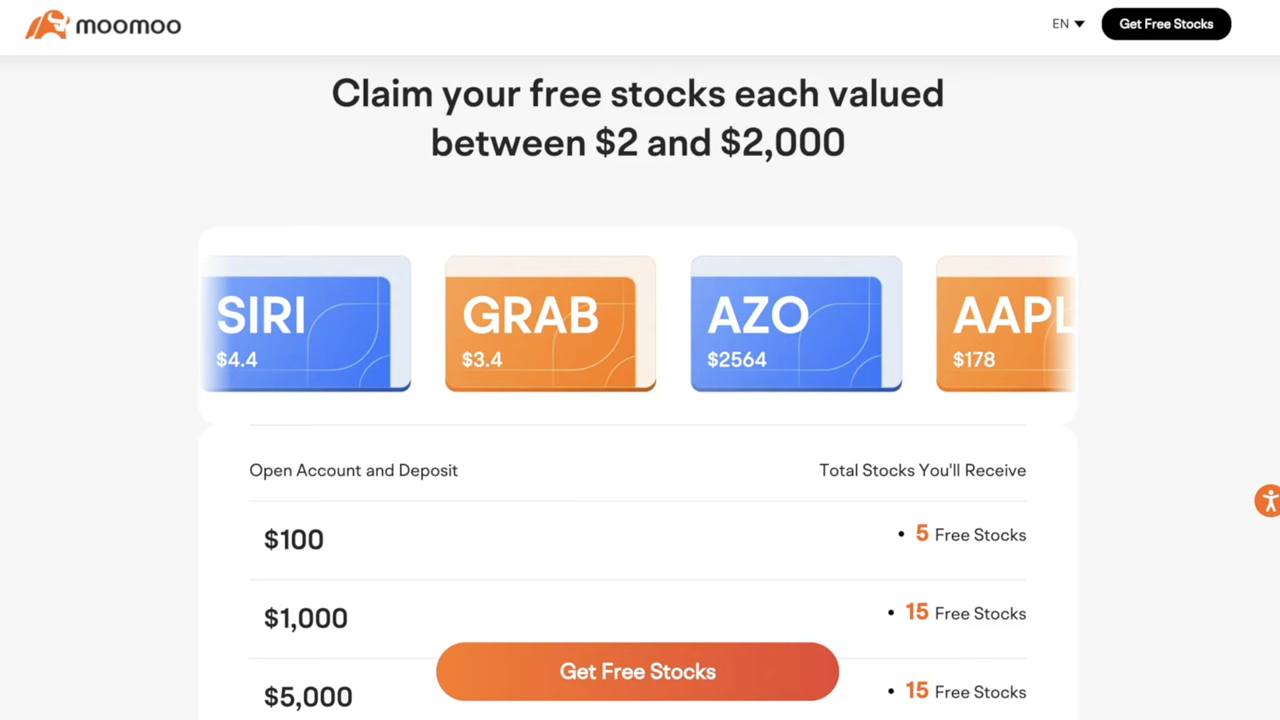 moomoo
EN
Get Free Stocks
Claim your free stocks each valued
between $2 and $2,000
SIRI
$4.4
GRAB
$3.4
AZO
$2564
AAPL
$178
Open Account and Deposit
Total Stocks You'll Receive
$100
• 5 Free Stocks
$1,000
• 15 Free Stocks
Get Free Stocks
$5,000
• 15 Free Stocks